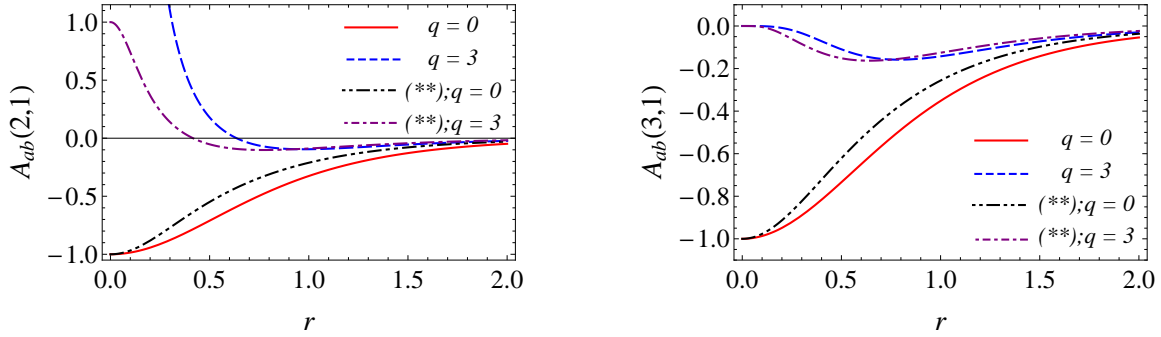 1.0
0.5
0.0
−0.5
−1.0
A_ab(2,1)
q = 0
q = 3
(**);q = 0
(**);q = 3
0.0 0.5 1.0 1.5 2.0
r
0.0
−0.2
−0.4
−0.6
−0.8
−1.0
A_ab(3,1)
q = 0
q = 3
(**);q = 0
(**);q = 3
0.0 0.5 1.0 1.5 2.0
r